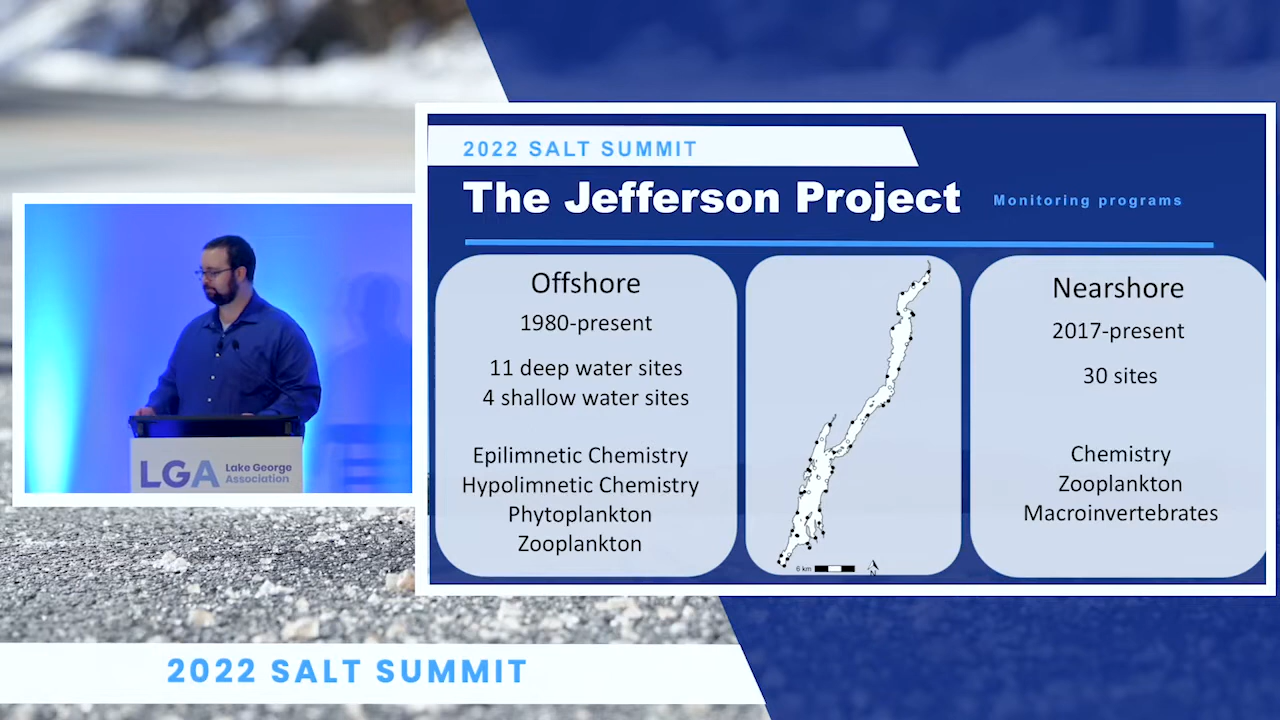 2022 SALT SUMMIT
The Jefferson Project
Monitoring programs
Offshore
1980-present
11 deep water sites
4 shallow water sites
Epilimnetic Chemistry
Hypolimnetic Chemistry
Phytoplankton
Zooplankton
6 km
N
Nearshore
2017-present
30 sites
Chemistry
Zooplankton
Macroinvertebrates
LGA
Lake George
Association
2022 SALT SUMMIT